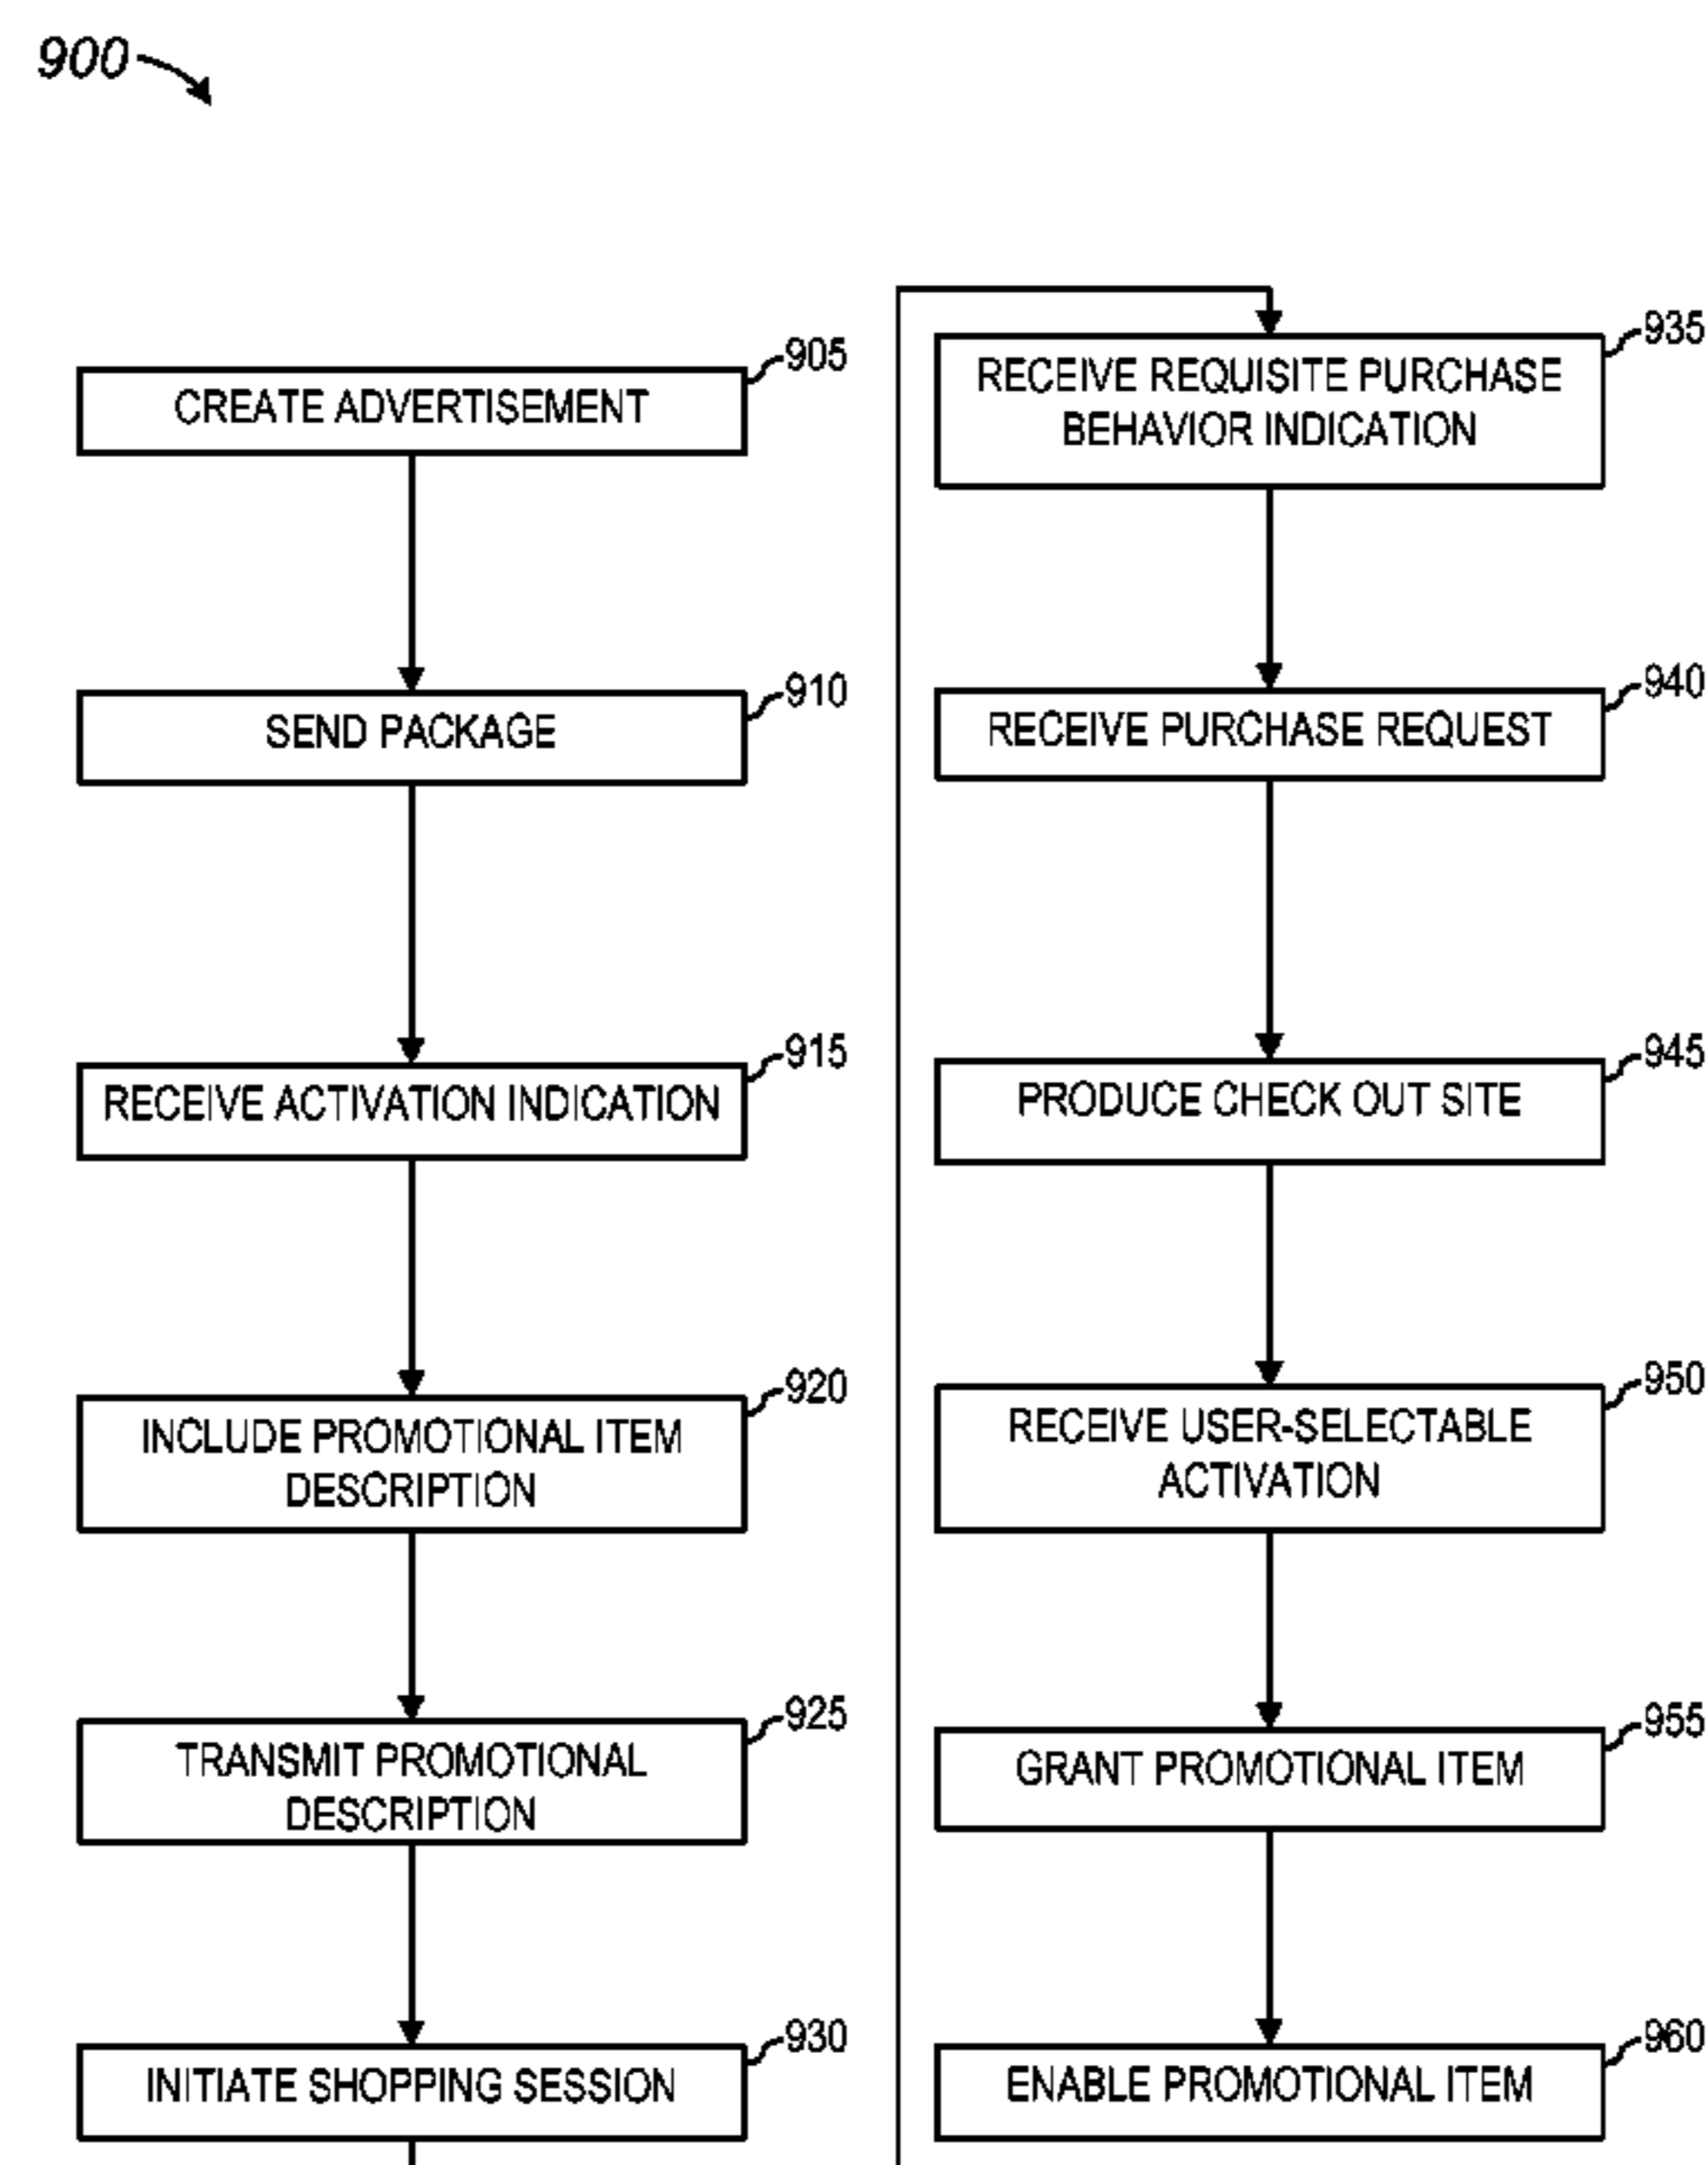 900
905
CREATE ADVERTISEMENT
910
SEND PACKAGE
915
RECEIVE ACTIVATION INDICATION
920
INCLUDE PROMOTIONAL ITEM
DESCRIPTION
925
TRANSMIT PROMOTIONAL
DESCRIPTION
930
INITIATE SHOPPING SESSION
935
RECEIVE REQUISITE PURCHASE
BEHAVIOR INDICATION
940
RECEIVE PURCHASE REQUEST
945
PRODUCE CHECK OUT SITE
950
RECEIVE USER-SELECTABLE
ACTIVATION
955
GRANT PROMOTIONAL ITEM
960
ENABLE PROMOTIONAL ITEM